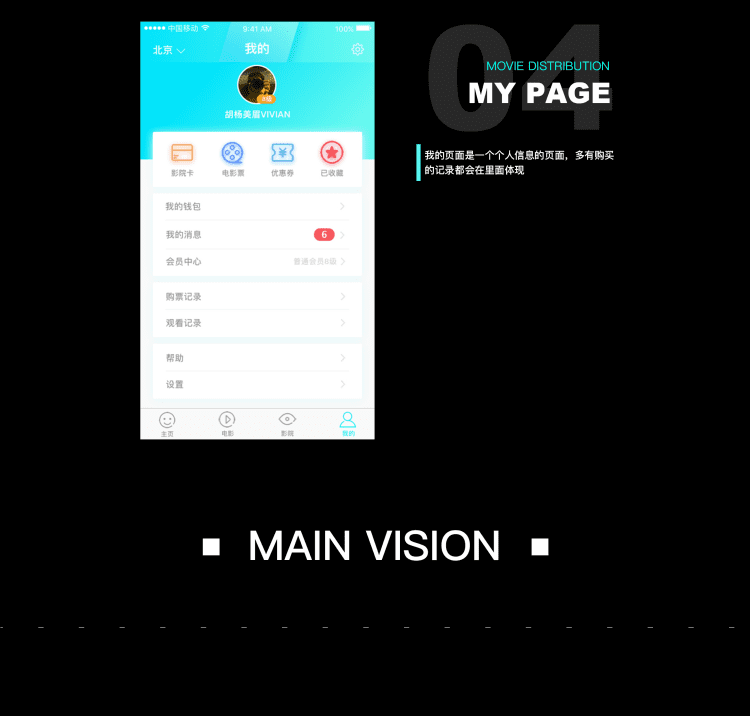 中国移动
9:41 AM
100%
北京
我的
胡杨美眉VIVIAN
影院卡
电影票
优惠券
已收藏
我的钱包
我的消息
6
会员中心
普通会员6级
购票记录
观看记录
帮助
设置
主页
电影
影院
我的
04
MOVIE DISTRIBUTION
MY PAGE
我的页面是一个个人信息的页面，多有购买
的记录都会在里面体现
MAIN VISION